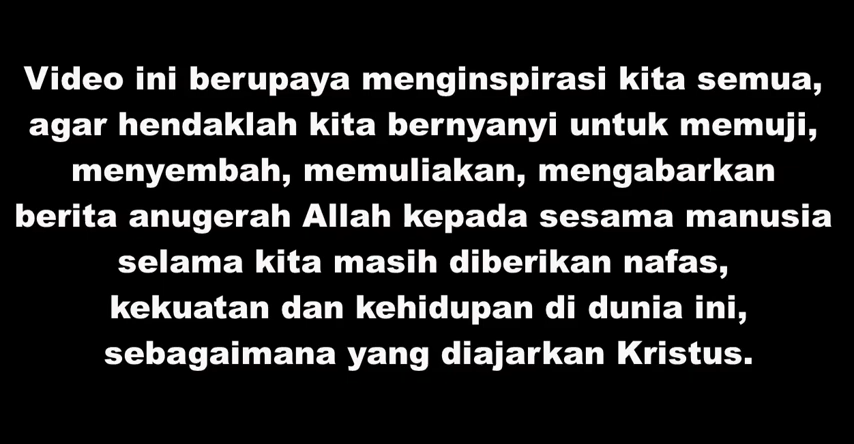 Video ini berupaya menginspirasi kita semua,
agar hendaklah kita bernyanyi untuk memuji,
menyembah, memuliakan, mengabarkan
berita anugerah Allah kepada sesama manusia
selama kita masih diberikan nafas,
kekuatan dan kehidupan di dunia ini,
sebagaimana yang diajarkan Kristus.